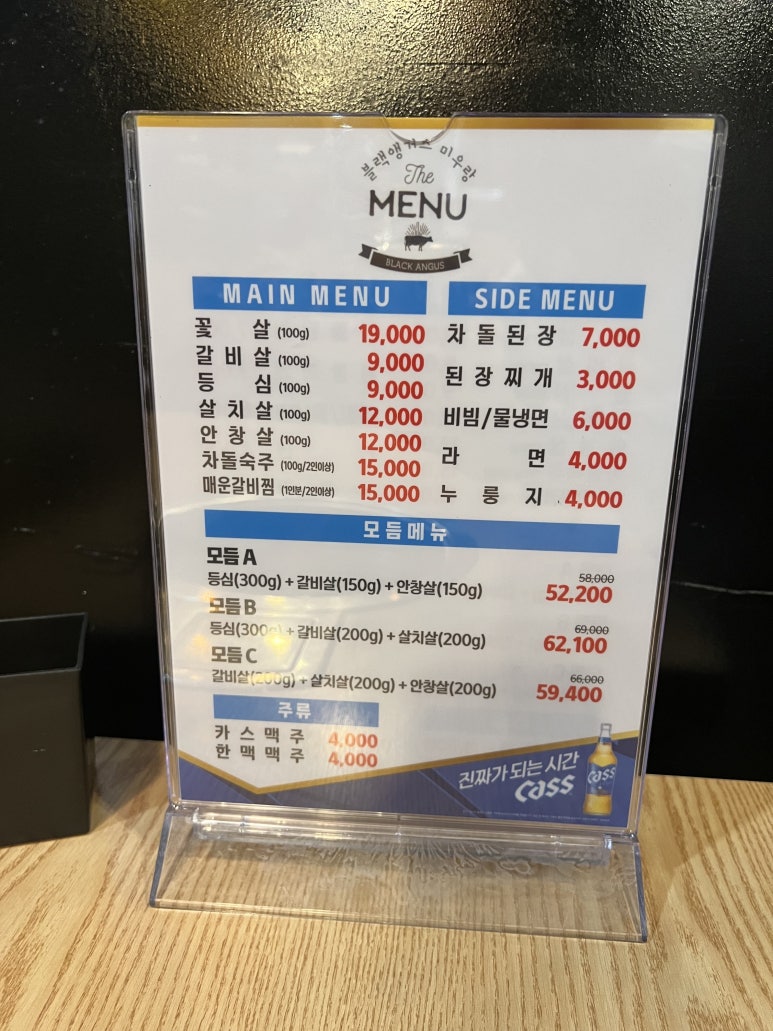 블랙앵거스 미우랑
The
MENU
BLACK ANGUS
MAIN MENU
꽃살 (100g) 19,000
갈비살 (100g) 9,000
등심 (100g) 9,000
살치살 (100g) 12,000
안창살 (100g) 12,000
차돌숙주 (100g/2인이상) 15,000
매운갈비찜 (1인분/2인이상) 15,000
SIDE MENU
차돌된장 7,000
된장찌개 3,000
비빔/물냉면 6,000
라면 4,000
누룽지 4,000
모듬메뉴
모듬 A
58,000
등심(300g) + 갈비살(150g) + 안창살(150g) 52,200
모듬 B
69,000
등심(300g) + 갈비살(200g) + 살치살(200g) 62,100
모듬 C
66,000
갈비살(200g) + 살치살(200g) + 안창살(200g) 59,400
주류
카스맥주 4,000
한맥맥주 4,000
진짜가 되는 시간
Cass
Cass